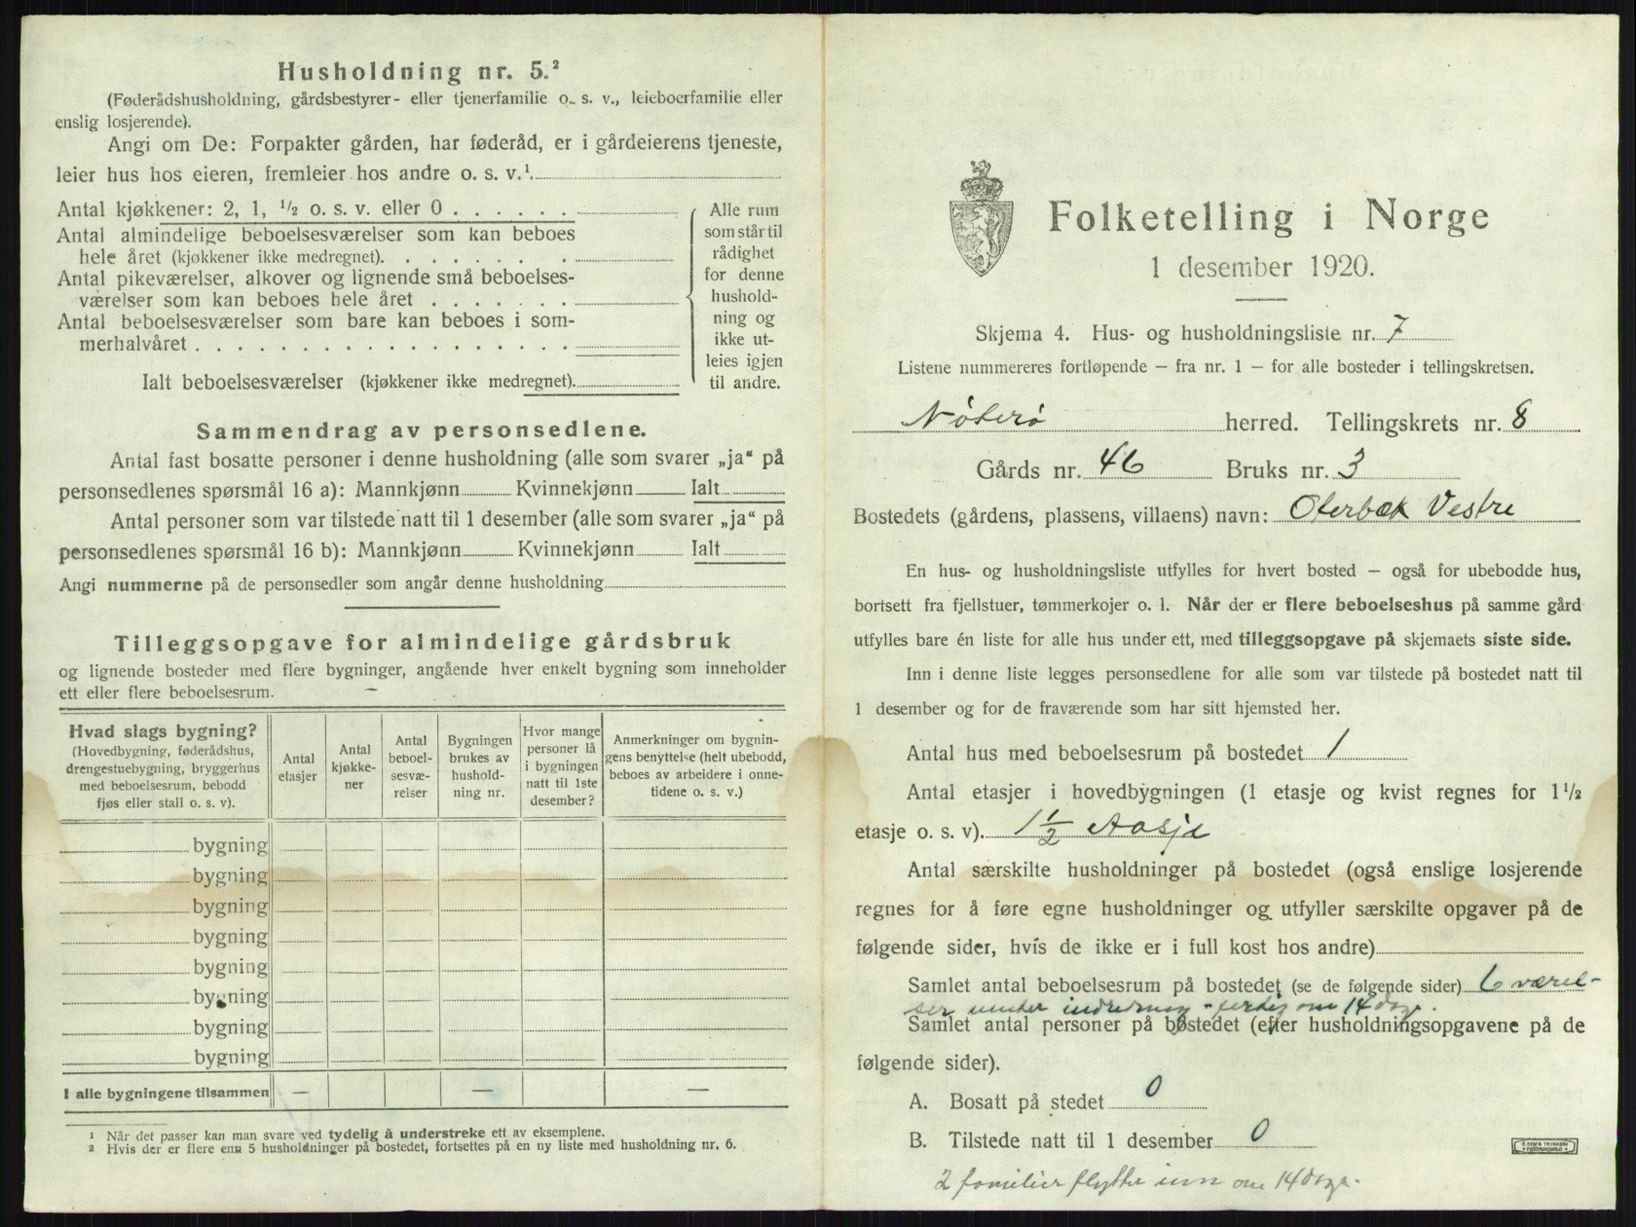 Husholdning nr. 5.²
(Føderådshusholdning, gårdsbestyrer- eller tjenerfamilie o. s. v., leieboerfamilie eller
enslig losjerende).
Angi om De: Forpakter gården, har føderåd, er i gårdeierens tjeneste,
leier hus hos eieren, fremleier hos andre o. s. v.¹
Antal kjøkkener: 2, 1, ½ o. s. v. eller 0
Antal almindelige beboelsesværelser som kan beboes
hele året (kjøkkener ikke medregnet).
Antal pikeværelser, alkover og lignende små beboelses-
værelser som kan beboes hele året
Antal beboelsesværelser som bare kan beboes i som-
merhalvåret
Ialt beboelsesværelser (kjøkkener ikke medregnet).
Alle rum
som står til
rådighet
for denne
hushold-
ning og
ikke ut-
leies igjen
til andre.
Sammendrag av personsedlene.
Antal fast bosatte personer i denne husholdning (alle som svarer „ja“ på
personsedlenes spørsmål 16 a): Mannkjønn Kvinnekjønn Ialt
Antal personer som var tilstede natt til 1 desember (alle som svarer „ja“ på
personsedlenes spørsmål 16 b): Mannkjønn Kvinnekjønn Ialt
Angi nummerne på de personsedler som angår denne husholdning
Tilleggsopgave for almindelige gårdsbruk
og lignende bosteder med flere bygninger, angående hver enkelt bygning som inneholder
ett eller flere beboelsesrum.
Hvad slags bygning?
(Hovedbygning, føderådshus,
drengestuebygning, bryggerhus
med beboelsesrum, bebodd
fjøs eller stall o. s. v).
Antal
etasjer
Antal
kjøkke-
ner
Antal
beboel-
sesvæ-
relser
Bygningen
brukes av
hushold-
ning nr.
Hvor mange
personer lå
i bygningen
natt til 1ste
desember?
Anmerkninger om bygnin-
gens benyttelse (helt ubebodd,
beboes av arbeidere i onne-
tidene o. s. v.)
bygning
bygning
bygning
bygning
bygning
bygning
bygning
bygning
I alle bygningene tilsammen — — —
¹ Når det passer kan man svare ved tydelig å understreke ett av eksemplene.
² Hvis der er flere enn 5 husholdninger på bostedet, fortsettes på en ny liste med husholdning nr. 6.
Folketelling i Norge
1 desember 1920.
Skjema 4. Hus- og husholdningsliste nr. 7
Listene nummereres fortløpende — fra nr. 1 — for alle bosteder i tellingskretsen.
Nøterø herred. Tellingskrets nr. 8
Gårds nr. 46 Bruks nr. 3
Bostedets (gårdens, plassens, villaens) navn: Oterbæk Vestre
En hus- og husholdningsliste utfylles for hvert bosted — også for ubebodde hus,
bortsett fra fjellstuer, tømmerkojer o. l. Når der er flere beboelseshus på samme gård
utfylles bare én liste for alle hus under ett, med tilleggsopgave på skjemaets siste side.
Inn i denne liste legges personsedlene for alle som var tilstede på bostedet natt til
1 desember og for de fraværende som har sitt hjemsted her.
Antal hus med beboelsesrum på bostedet 1
Antal etasjer i hovedbygningen (1 etasje og kvist regnes for 1½
etasje o. s. v). 1½ Aasje
Antal særskilte husholdninger på bostedet (også enslige losjerende
regnes for å føre egne husholdninger og utfyller særskilte opgaver på de
følgende sider, hvis de ikke er i full kost hos andre)
Samlet antal beboelsesrum på bostedet (se de følgende sider) 6 værel-
ser under indredning - ferdig om 14 dage.
Samlet antal personer på bostedet (efter husholdningsopgavene på de
følgende sider).
A. Bosatt på stedet 0
B. Tilstede natt til 1 desember 0
2 familier flytter inn om 14 dage.